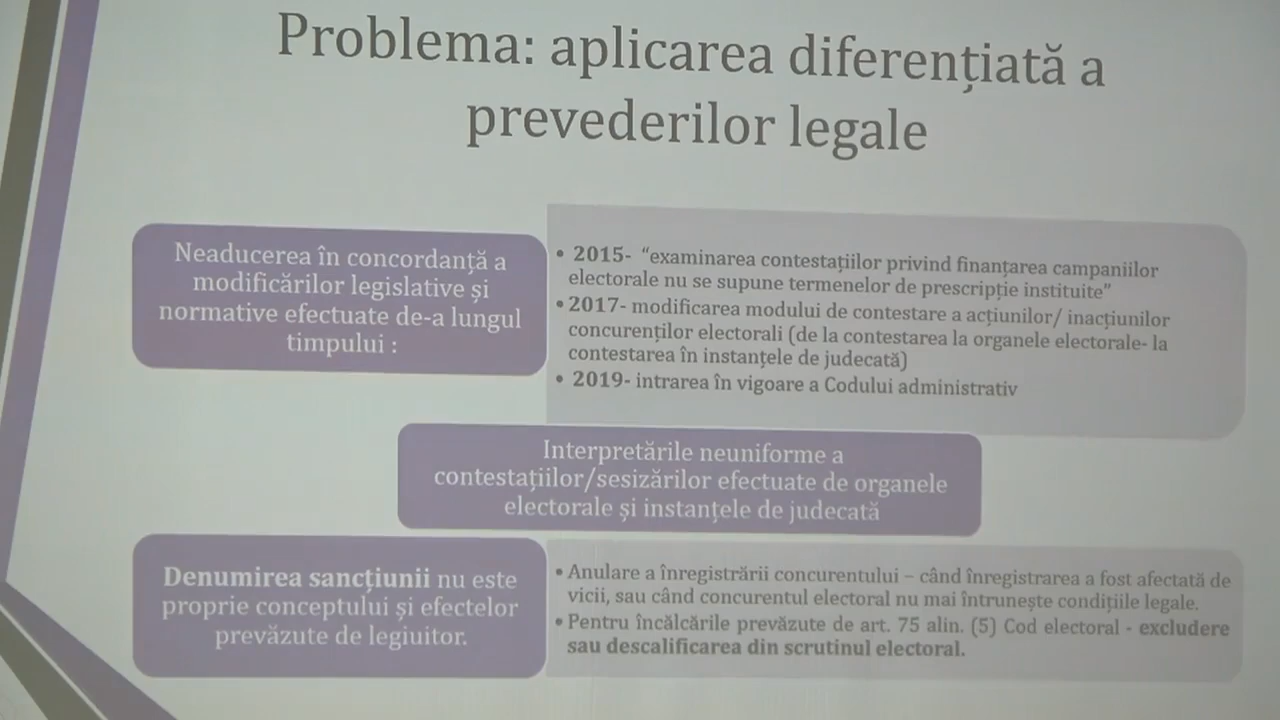 Problema: aplicarea diferențiată a
prevederilor legale
Neaducerea în concordanță a
modificărilor legislative și
normative efectuate de-a lungul
timpului :
• 2015- “examinarea contestațiilor privind finanțarea campaniilor
electorale nu se supune termenelor de prescripție instituite”
• 2017- modificarea modului de contestare a acțiunilor/ inacțiunilor
concurenților electorali (de la contestarea la organele electorale- la
contestarea în instanțele de judecată)
• 2019- intrarea în vigoare a Codului administrativ
Interpretările neuniforme a
contestațiilor/sesizărilor efectuate de organele
electorale și instanțele de judecată
Denumirea sancțiunii nu este
proprie conceptului și efectelor
prevăzute de legiuitor.
• Anulare a înregistrării concurentului – când înregistrarea a fost afectată de
vicii, sau când concurentul electoral nu mai întrunește condițiile legale.
• Pentru încălcările prevăzute de art. 75 alin. (5) Cod electoral - excludere
sau descalificarea din scrutinul electoral.